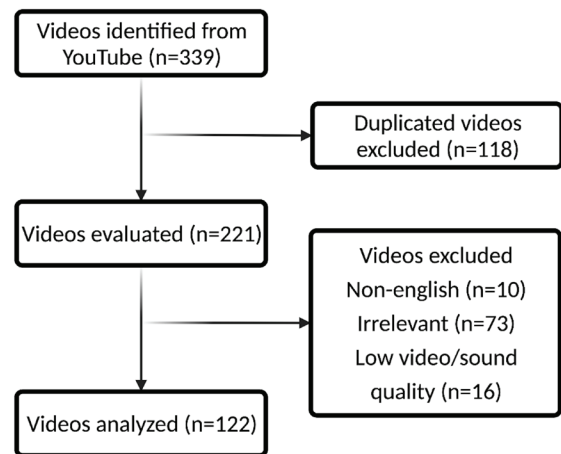 Videos identified from
YouTube (n=339)
Duplicated videos
excluded (n=118)
Videos evaluated (n=221)
Videos excluded
Non-english (n=10)
Irrelevant (n=73)
Low video/sound
quality (n=16)
Videos analyzed (n=122)